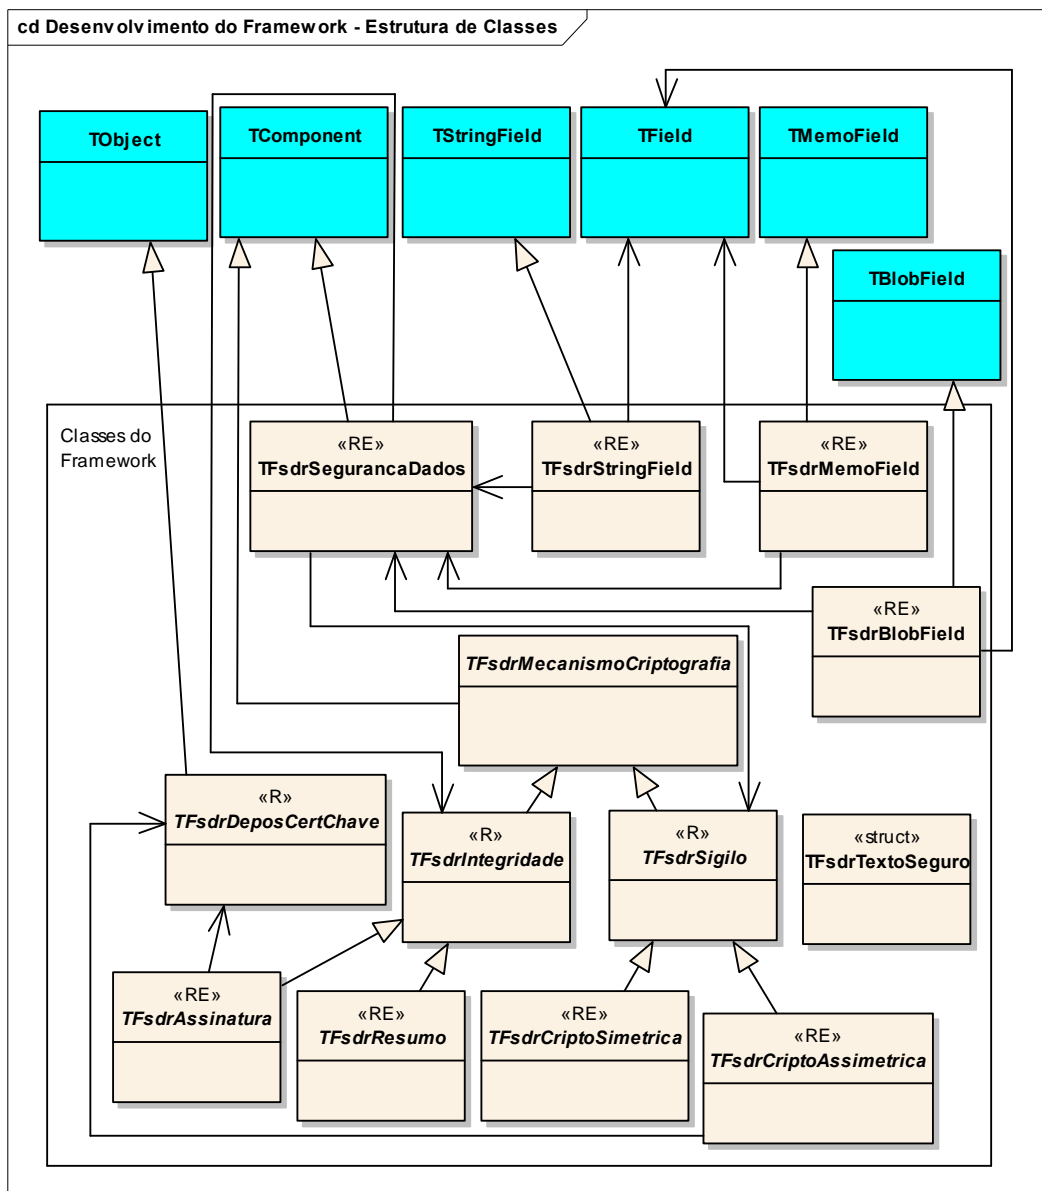 cd Desenvolvimento do Framework - Estrutura de Classes
TObject
TComponent
TStringField
TField
TMemoField
TBlobField
Classes do
Framework
«RE»
TFsdrSegurancaDados
«RE»
TFsdrStringField
«RE»
TFsdrMemoField
«RE»
TFsdrBlobField
TFsdrMecanismoCriptografia
«R»
TFsdrDeposCertChave
«R»
TFsdrIntegridade
«R»
TFsdrSigilo
«struct»
TFsdrTextoSeguro
«RE»
TFsdrAssinatura
«RE»
TFsdrResumo
«RE»
TFsdrCriptoSimetrica
«RE»
TFsdrCriptoAssimetrica